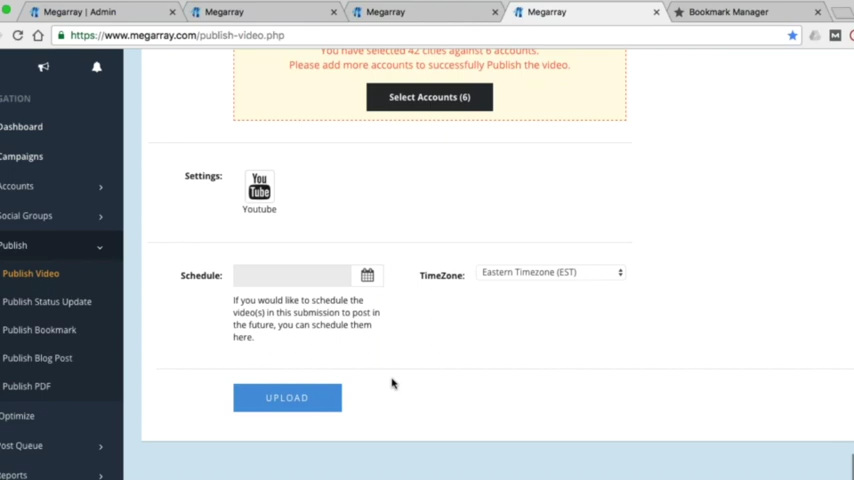 Megarray | Admin
Megarray
Megarray
Megarray
Bookmark Manager
https://www.megarray.com/publish-video.php
You have selected 42 cities against 6 accounts.
Please add more accounts to successfully Publish the video.
Select Accounts (6)
GATION
Dashboard
Campaigns
Accounts
Social Groups
Publish
Publish Video
Publish Status Update
Publish Bookmark
Publish Blog Post
Publish PDF
Optimize
Post Queue
Reports
Settings:
You
Tube
Youtube
Schedule:
TimeZone:
Eastern Timezone (EST)
If you would like to schedule the
video(s) in this submission to post in
the future, you can schedule them
here.
UPLOAD